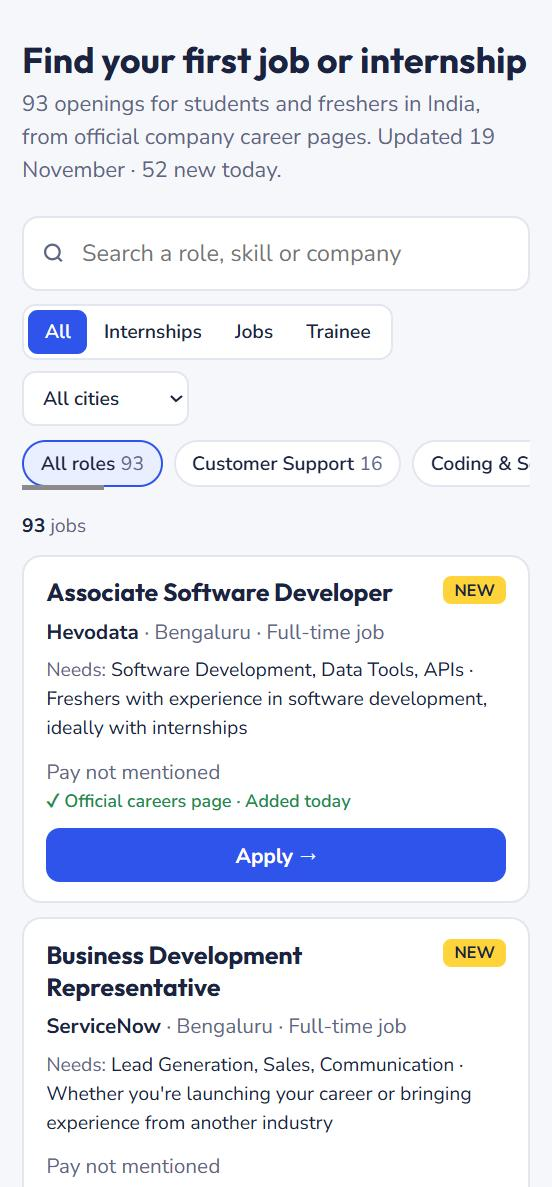 Find your first job or internship
93 openings for students and freshers in India,
from official company career pages. Updated 19
November · 52 new today.
Search a role, skill or company
All Internships Jobs Trainee
All cities
All roles 93 Customer Support 16 Coding & S
93 jobs
Associate Software Developer NEW
Hevodata · Bengaluru · Full-time job
Needs: Software Development, Data Tools, APIs ·
Freshers with experience in software development,
ideally with internships
Pay not mentioned
✓ Official careers page · Added today
Apply →
Business Development NEW
Representative
ServiceNow · Bengaluru · Full-time job
Needs: Lead Generation, Sales, Communication ·
Whether you're launching your career or bringing
experience from another industry
Pay not mentioned